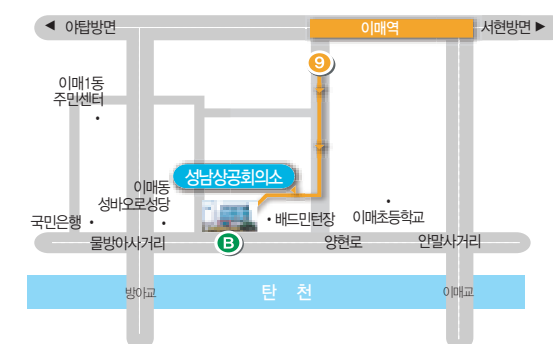 ◀ 야탑방면
이매역
서현방면 ▶
9
이매1동
주민센터
성남상공회의소
이매동
성바오로성당
국민은행
배드민턴장
이매초등학교
물방아사거리
B
양현로
안말사거리
방아교
탄 천
이매교